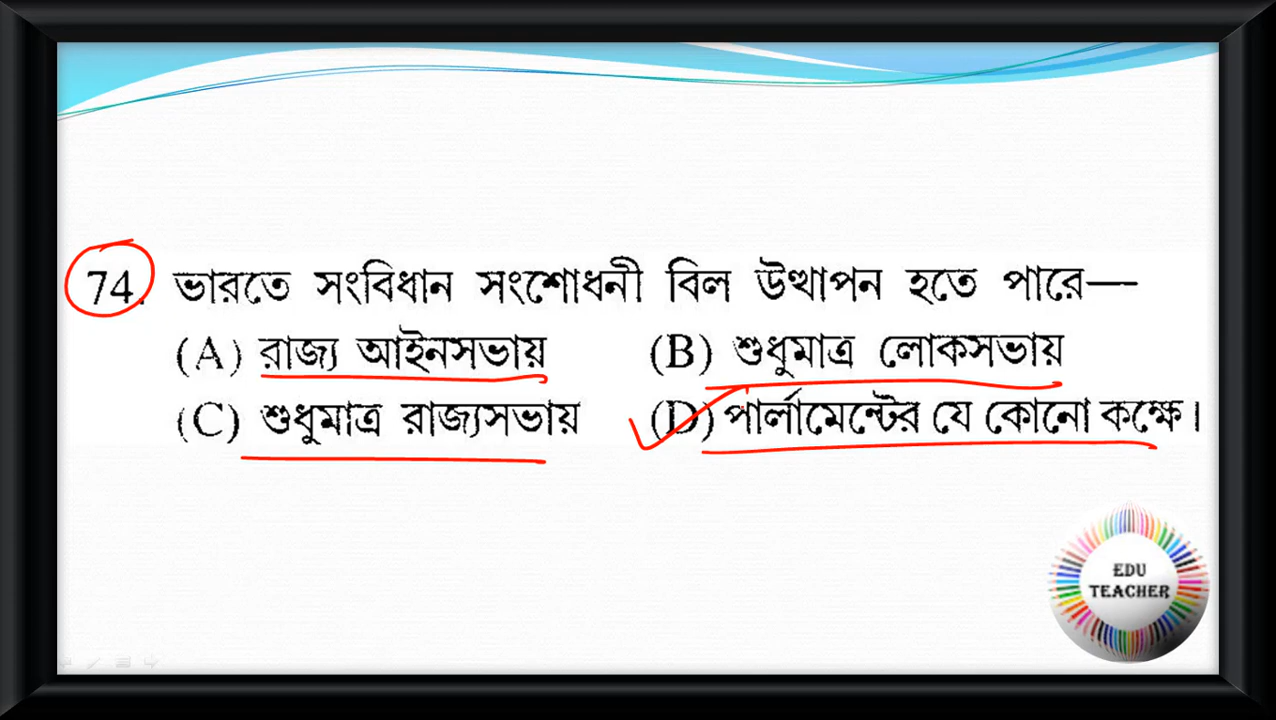 74. ভারতে সংবিধান সংশোধনী বিল উত্থাপন হতে পারে—
(A) রাজ্য আইনসভায় (B) শুধুমাত্র লোকসভায়
(C) শুধুমাত্র রাজ্যসভায় (D) পার্লামেন্টের যে কোনো কক্ষে।
EDU
TEACHER